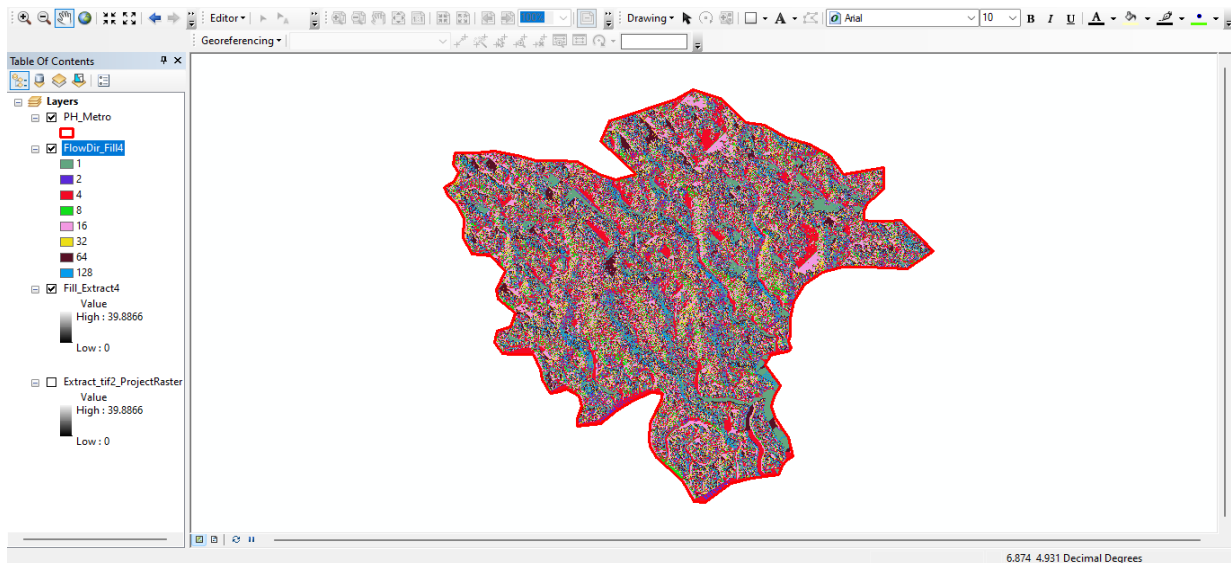 Editor Drawing A Arial 10 B I U A
Georeferencing
Table Of Contents
Layers
PH_Metro
FlowDir_Fill4
1
2
4
8
16
32
64
128
Fill_Extract4
Value
High : 39.8866
Low : 0
Extract_tif2_ProjectRaster
Value
High : 39.8866
Low : 0
6.874 4.931 Decimal Degrees